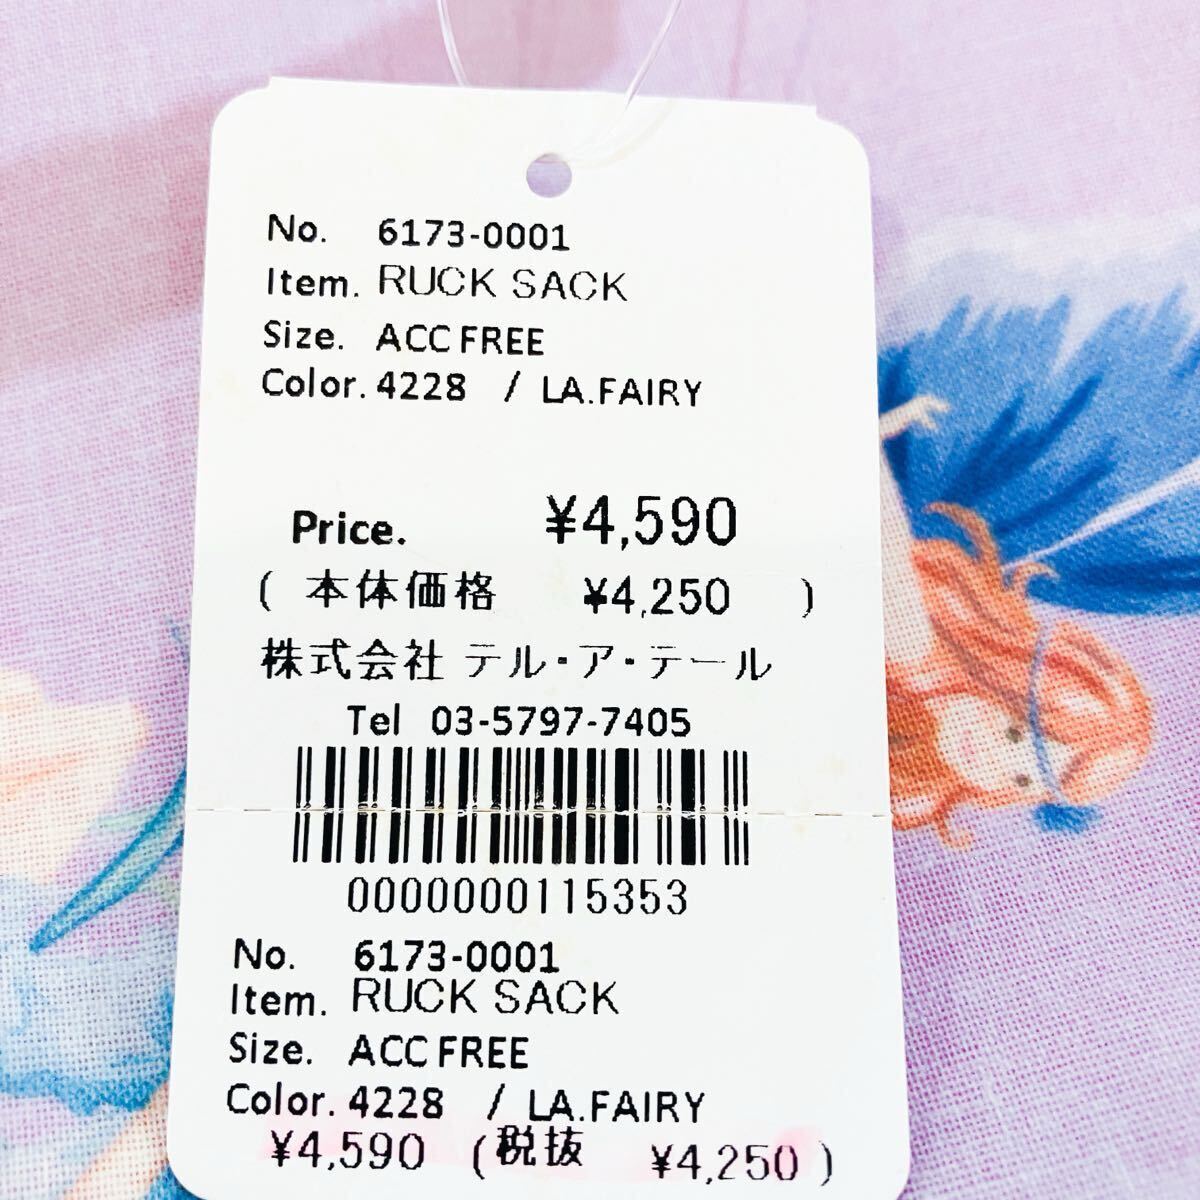 No. 6173-0001
Item. RUCK SACK
Size. ACC FREE
Color. 4228 / LA.FAIRY
Price. ¥4,590
( 本体価格 ¥4,250 )
株式会社 テル・ア・テール
Tel 03-5797-7405
0000000115353
No. 6173-0001
Item. RUCK SACK
Size. ACC FREE
Color. 4228 / LA.FAIRY
¥4,590 (税抜 ¥4,250)